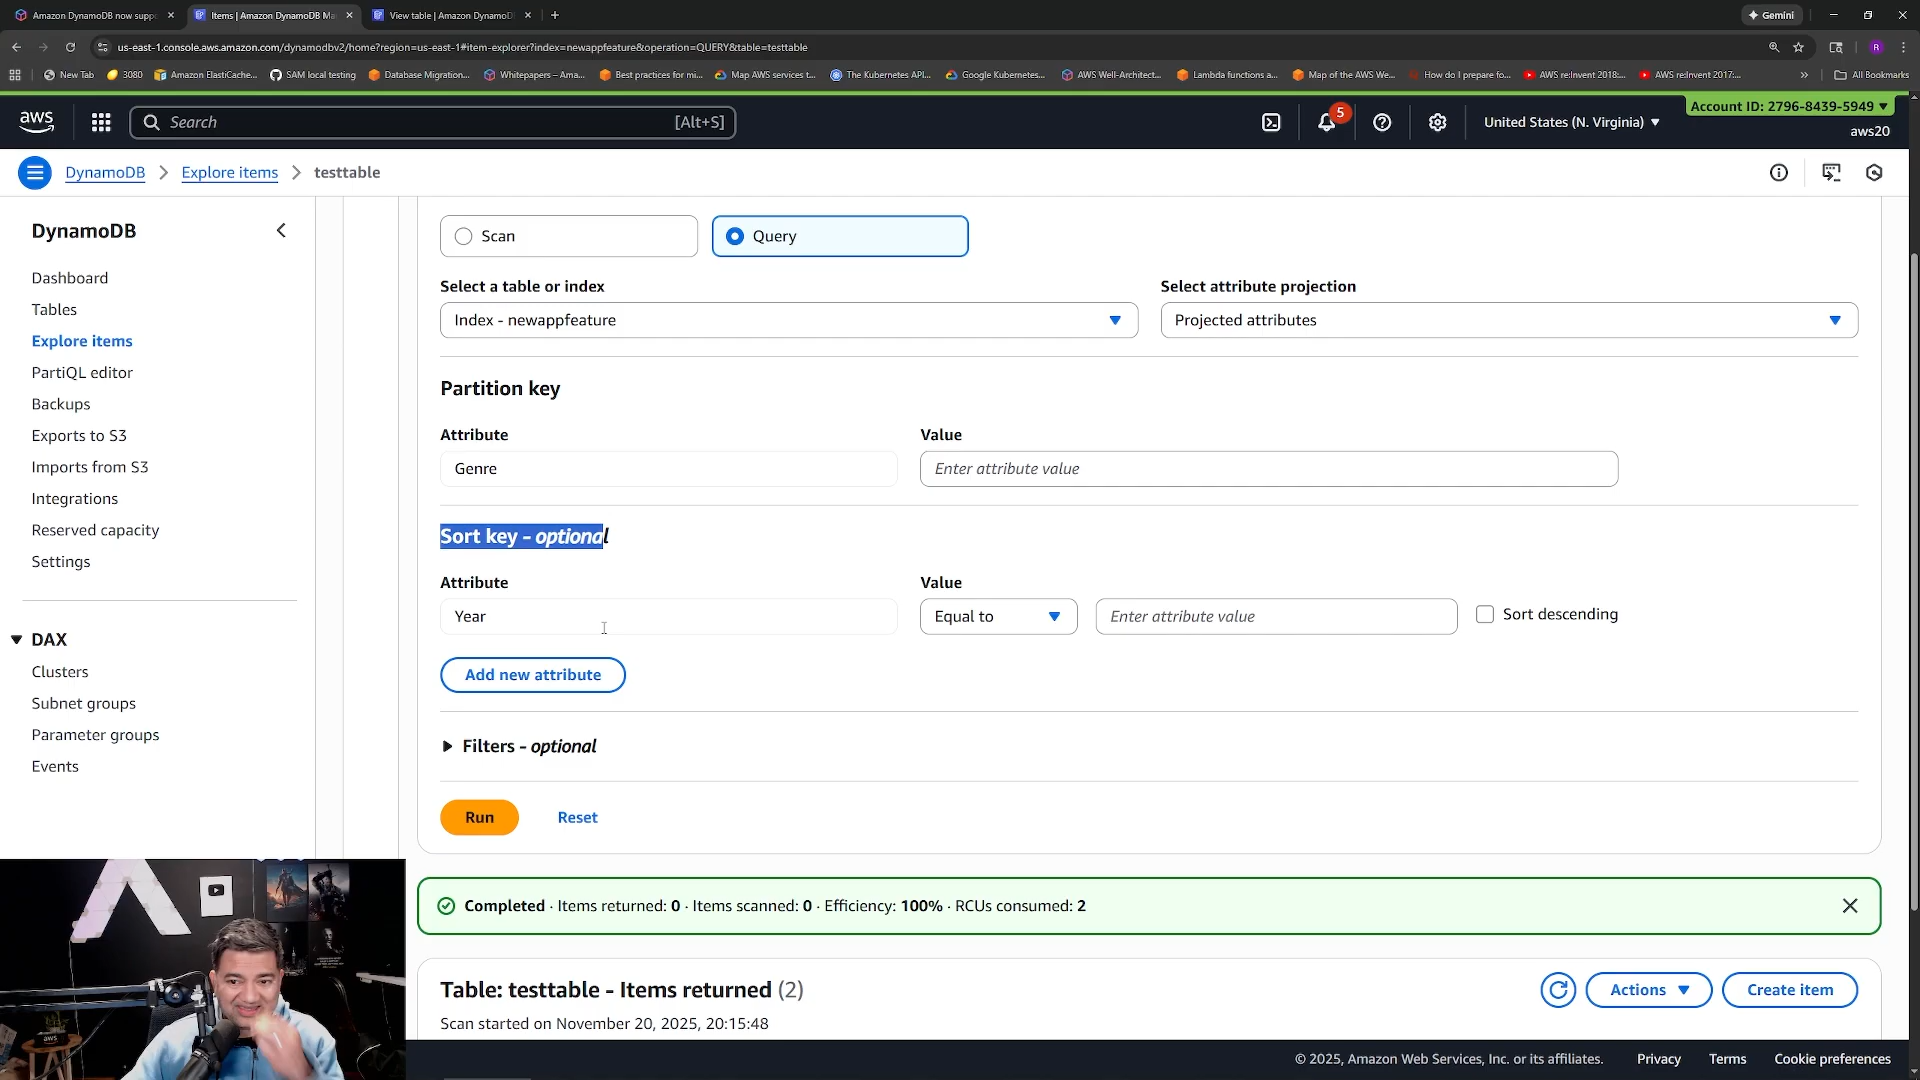 Amazon DynamoDB now supp
Items | Amazon DynamoDB Ma
View table | Amazon DynamoD
Gemini
us-east-1.console.aws.amazon.com/dynamodbv2/home?region=us-east-1#item-explorer?index=newappfeature&operation=QUERY&table=testtable
R
New Tab
3080
Amazon ElastiCache...
SAM local testing
Database Migration...
Whitepapers – Ama...
Best practices for mi...
Map AWS services t...
The Kubernetes API...
Google Kubernetes...
AWS Well-Architect...
Lambda functions a...
Map of the AWS We...
How do I prepare fo...
AWS re:Invent 2018:...
AWS re:Invent 2017:...
All Bookmarks
aws
Search
[Alt+S]
5
United States (N. Virginia)
Account ID: 2796-8439-5949
aws20
DynamoDB
Explore items
testtable
DynamoDB
Dashboard
Tables
Explore items
PartiQL editor
Backups
Exports to S3
Imports from S3
Integrations
Reserved capacity
Settings
DAX
Clusters
Subnet groups
Parameter groups
Events
Scan
Query
Select a table or index
Select attribute projection
Index - newappfeature
Projected attributes
Partition key
Attribute
Value
Genre
Enter attribute value
Sort key - optional
Attribute
Value
Year
Equal to
Enter attribute value
Sort descending
Add new attribute
Filters - optional
Run
Reset
Completed · Items returned: 0 · Items scanned: 0 · Efficiency: 100% · RCUs consumed: 2
Table: testtable - Items returned (2)
Actions
Create item
Scan started on November 20, 2025, 20:15:48
aws
© 2025, Amazon Web Services, Inc. or its affiliates.
Privacy
Terms
Cookie preferences